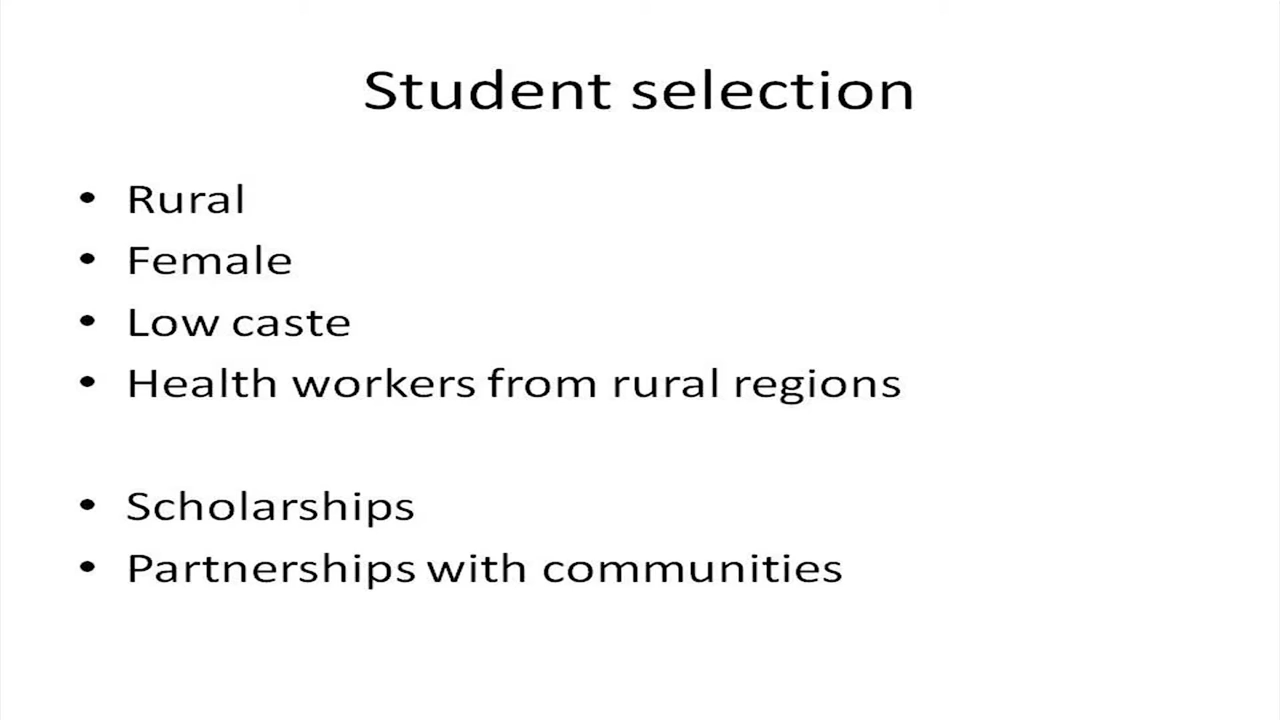 Student selection
• Rural
• Female
• Low caste
• Health workers from rural regions
• Scholarships
• Partnerships with communities